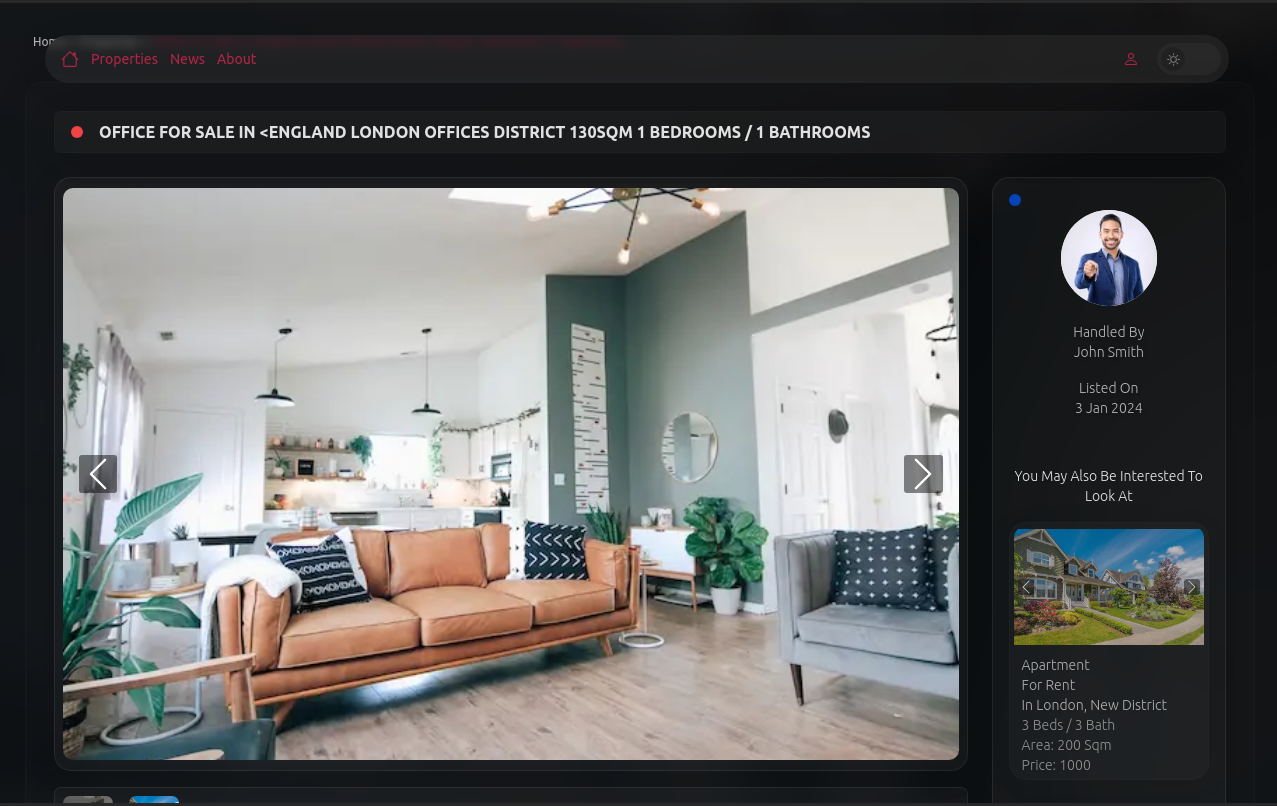 Hom
Properties News About
OFFICE FOR SALE IN <ENGLAND LONDON OFFICES DISTRICT 130SQM 1 BEDROOMS / 1 BATHROOMS
Handled By
John Smith
Listed On
3 Jan 2024
You May Also Be Interested To
Look At
Apartment
For Rent
In London, New District
3 Beds / 3 Bath
Area: 200 Sqm
Price: 1000